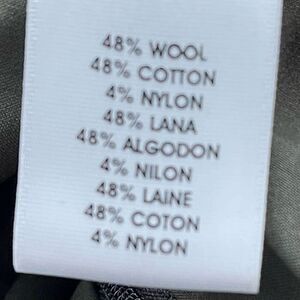 48% WOOL
48% COTTON
4% NYLON
48% LANA
48% ALGODON
4% NILON
48% LAINE
48% COTON
4% NYLON